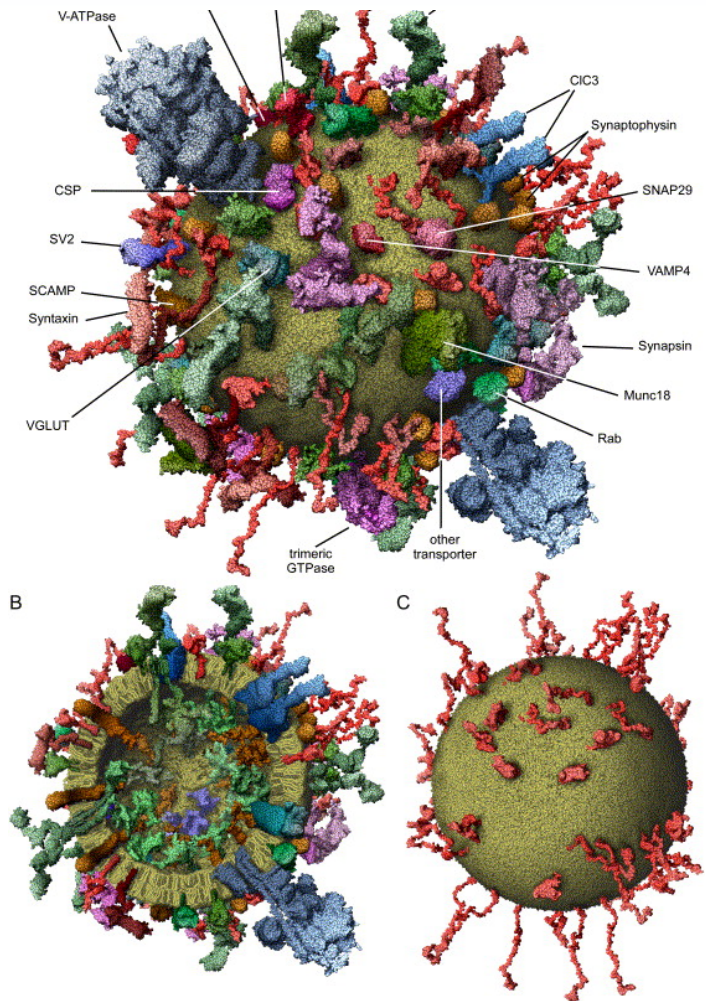 V-ATPase
ClC3
Synaptophysin
CSP
SNAP29
SV2
VAMP4
SCAMP
Syntaxin
Synapsin
Munc18
VGLUT
Rab
trimeric
GTPase
other
transporter
B
C